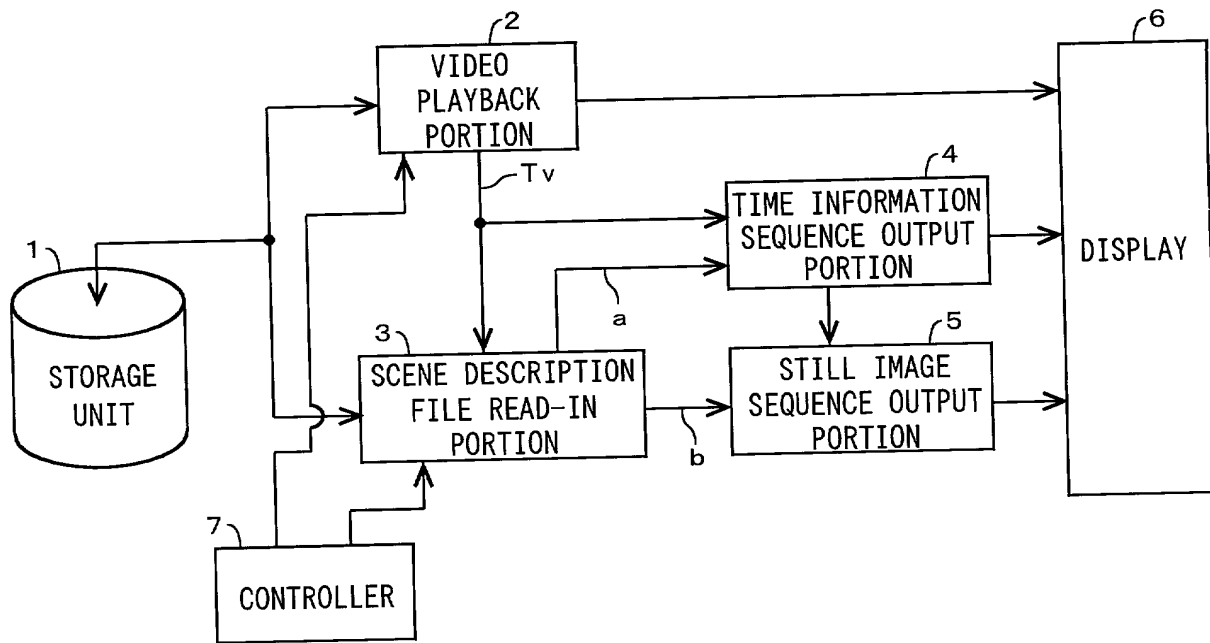 2
VIDEO
PLAYBACK
PORTION
6
DISPLAY
Tv
4
TIME INFORMATION
SEQUENCE OUTPUT
PORTION
1
STORAGE
UNIT
a
3
SCENE DESCRIPTION
FILE READ-IN
PORTION
b
5
STILL IMAGE
SEQUENCE OUTPUT
PORTION
7
CONTROLLER